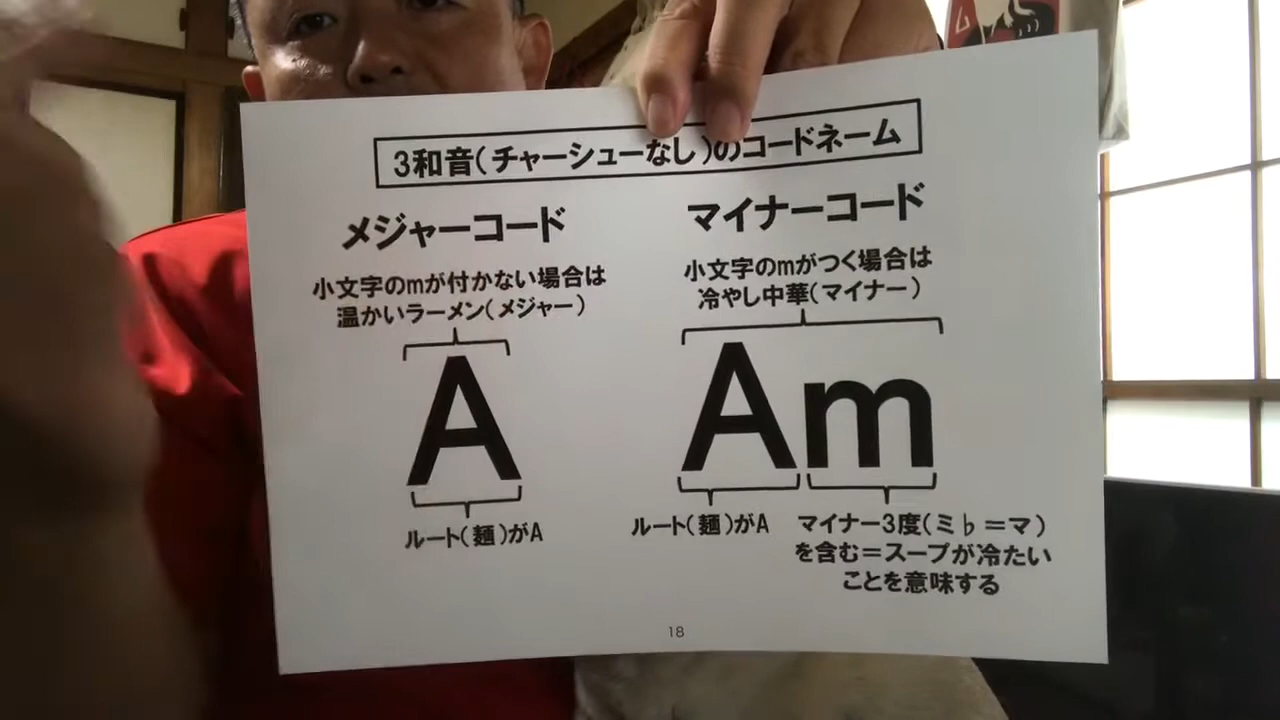 3和音(チャーシューなし)のコードネーム
メジャーコード
小文字のmが付かない場合は
温かいラーメン(メジャー)
A
ルート(麺)がA
マイナーコード
小文字のmがつく場合は
冷やし中華(マイナー)
Am
ルート(麺)がA
マイナー3度(ミ♭=マ)
を含む=スープが冷たい
ことを意味する
18
ム